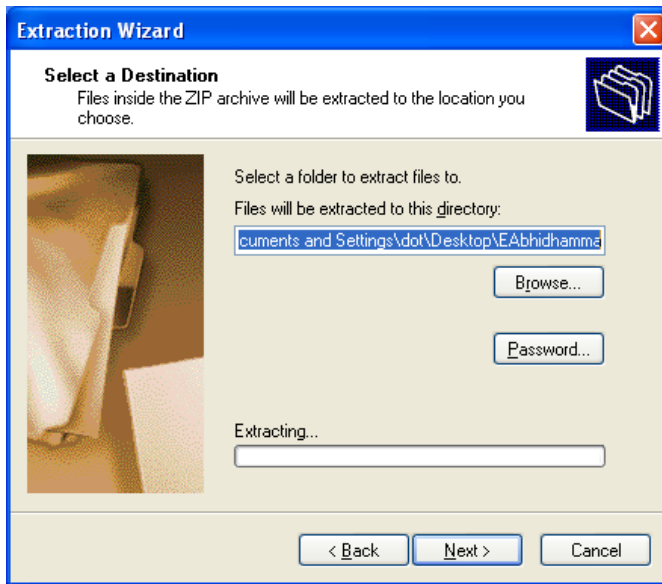 Extraction Wizard
Select a Destination
Files inside the ZIP archive will be extracted to the location you
choose.
Select a folder to extract files to.
Files will be extracted to this directory:
cuments and Settings\dot\Desktop\EAbhidhamma
Browse...
Password...
Extracting...
< Back
Next >
Cancel